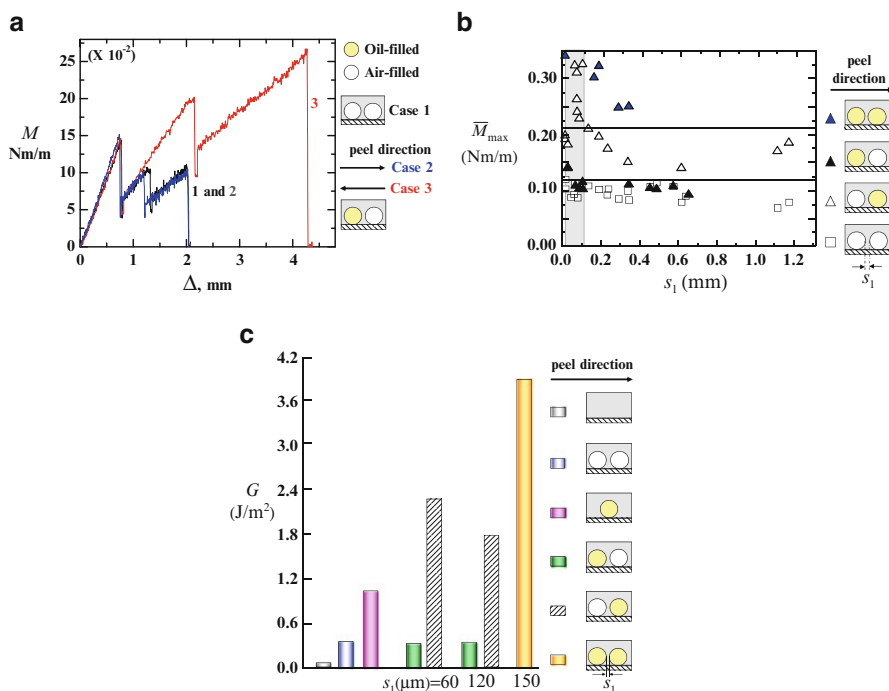 a
(X 10⁻²)
30
25
20
15
10
5
0
M
Nm/m
0 1 2 3 4
Δ, mm
1 and 2
3
Oil-filled
Air-filled
Case 1
peel direction
Case 2
Case 3
b
0.30
0.20
0.10
0.00
M̅max
(Nm/m)
0.0 0.2 0.4 0.6 0.8 1.0 1.2
s₁ (mm)
peel
direction
s₁
c
4.2
3.6
3.0
2.4
1.8
1.2
0.6
0.0
G
(J/m²)
s₁(μm)=60 120 150
peel direction
s₁